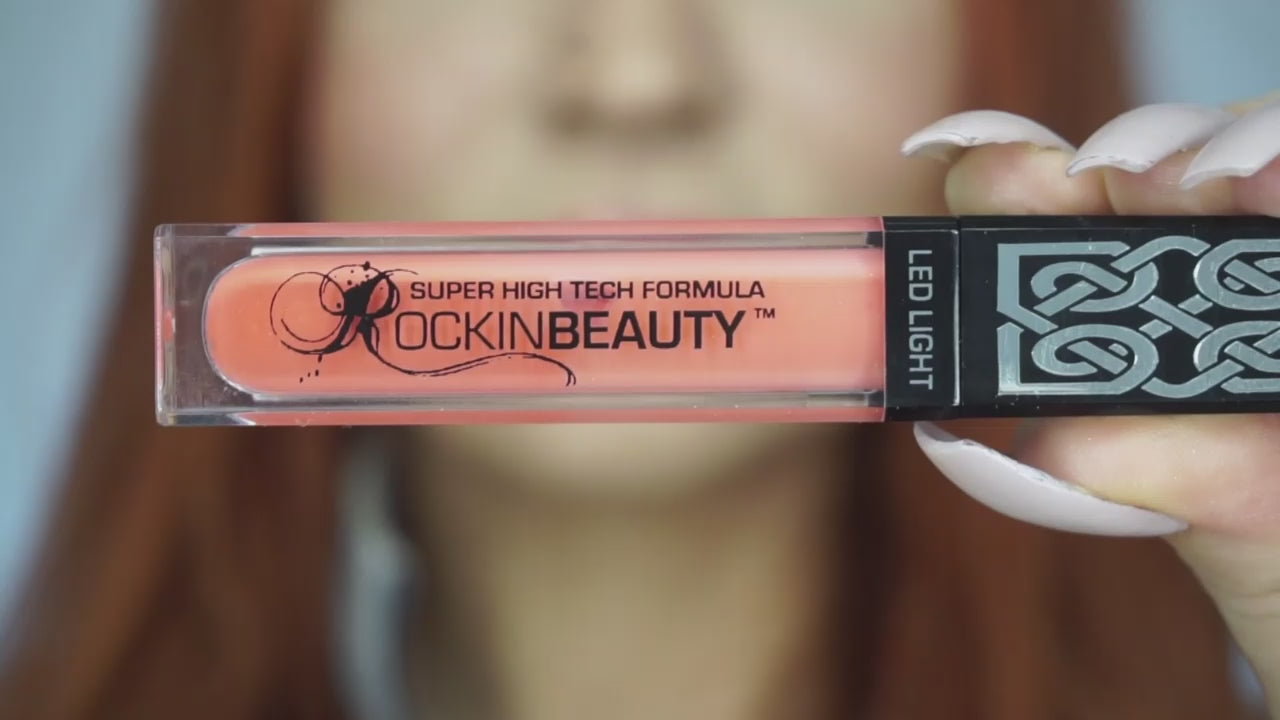 SUPER HIGH TECH FORMULA
ROCKINBEAUTY™
LED LIGHT